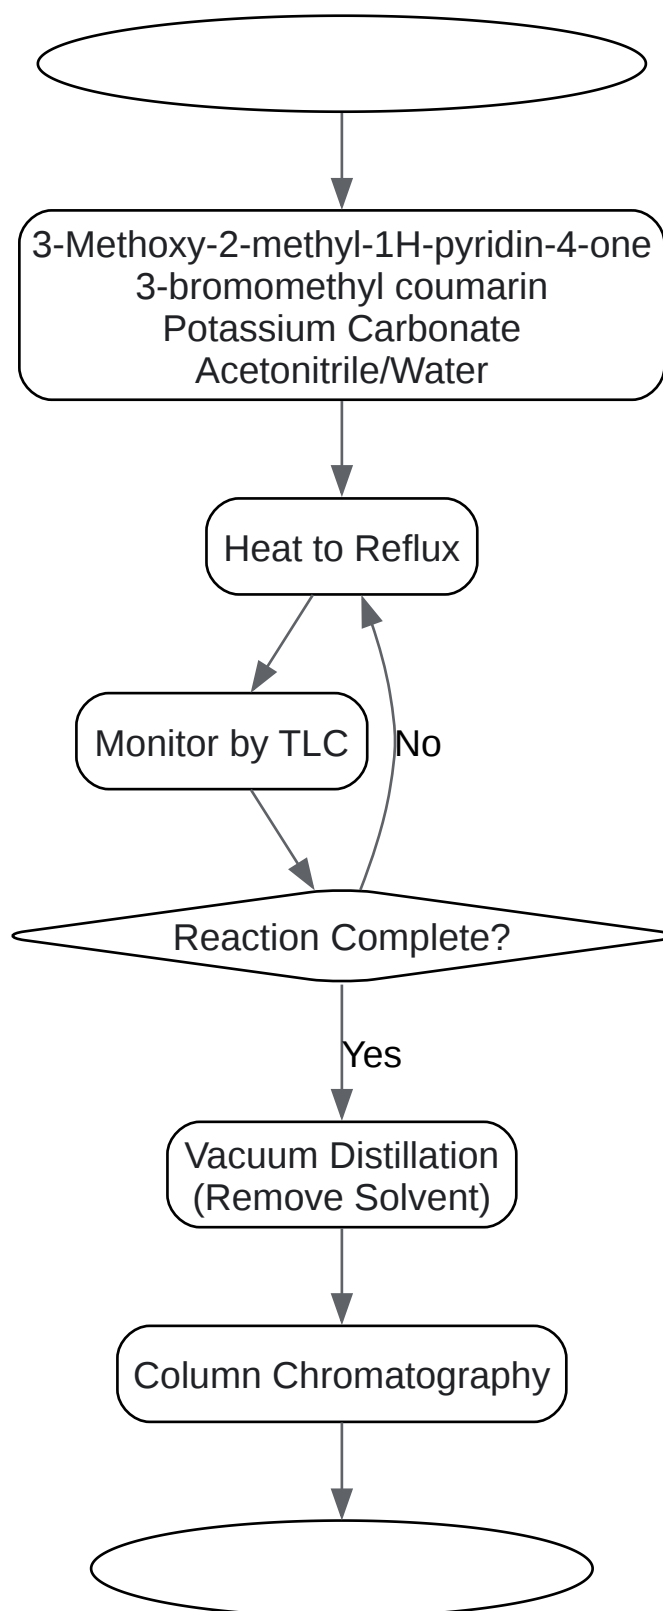 3-Methoxy-2-methyl-1H-pyridin-4-one
3-bromomethyl coumarin
Potassium Carbonate
Acetonitrile/Water
Heat to Reflux
Monitor by TLC
No
Reaction Complete?
Yes
Vacuum Distillation
(Remove Solvent)
Column Chromatography